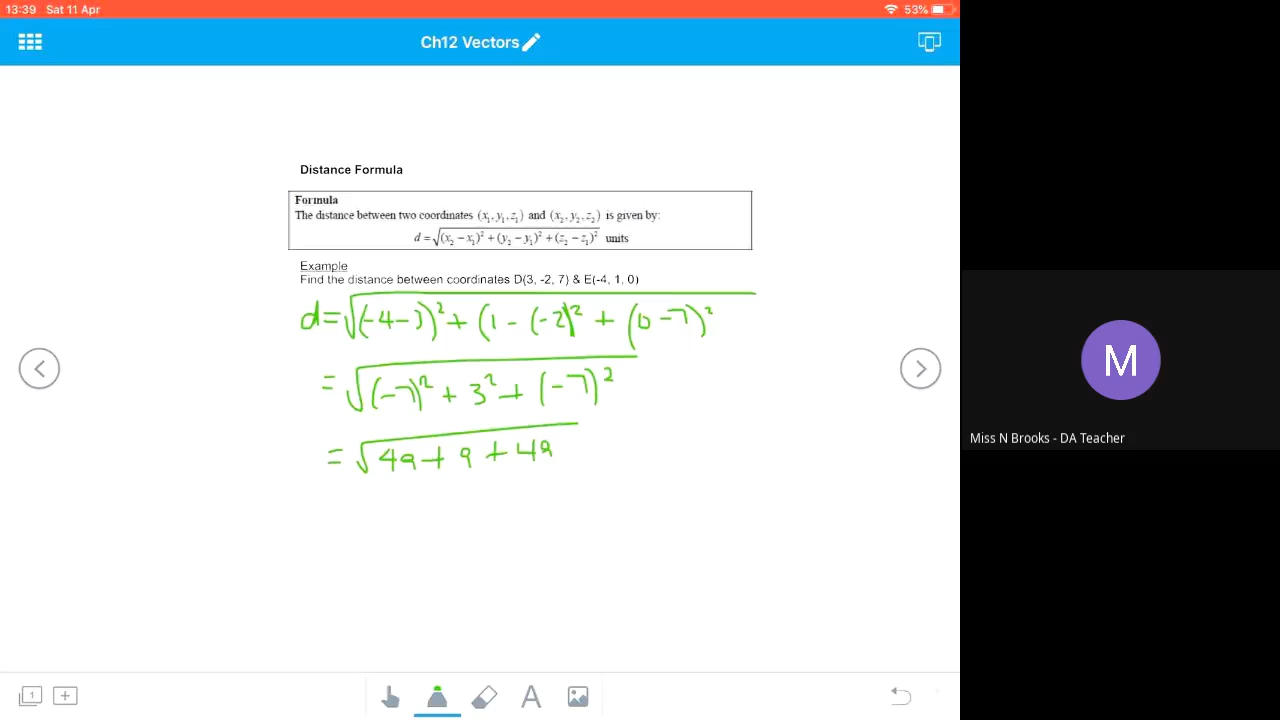 13:39 Sat 11 Apr 53%
Ch12 Vectors
Distance Formula
Formula
The distance between two coordinates (x₁, y₁, z₁) and (x₂, y₂, z₂) is given by:
d = √((x₂ − x₁)² + (y₂ − y₁)² + (z₂ − z₁)²) units
Example
Find the distance between coordinates D(3, -2, 7) & E(-4, 1, 0)
d = √((-4-3)² + (1 - (-2)² + (0-7)²
= √((-7)² + 3² + (-7)²
= √(49 + 9 + 49
M
Miss N Brooks - DA Teacher
1
A